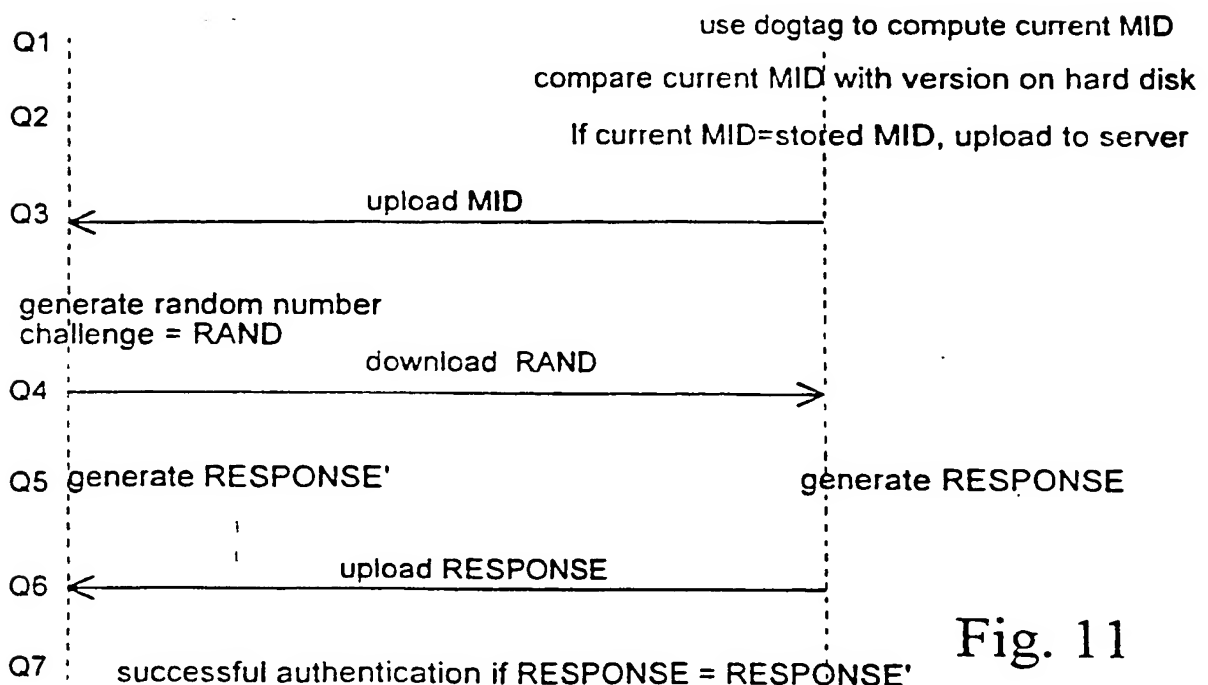 Q1
use dogtag to compute current MID
compare current MID with version on hard disk
Q2
If current MID=stored MID, upload to server
Q3
upload MID
generate random number
challenge = RAND
download RAND
Q4
Q5
generate RESPONSE'
generate RESPONSE
upload RESPONSE
Q6
Fig. 11
Q7
successful authentication if RESPONSE = RESPONSE'